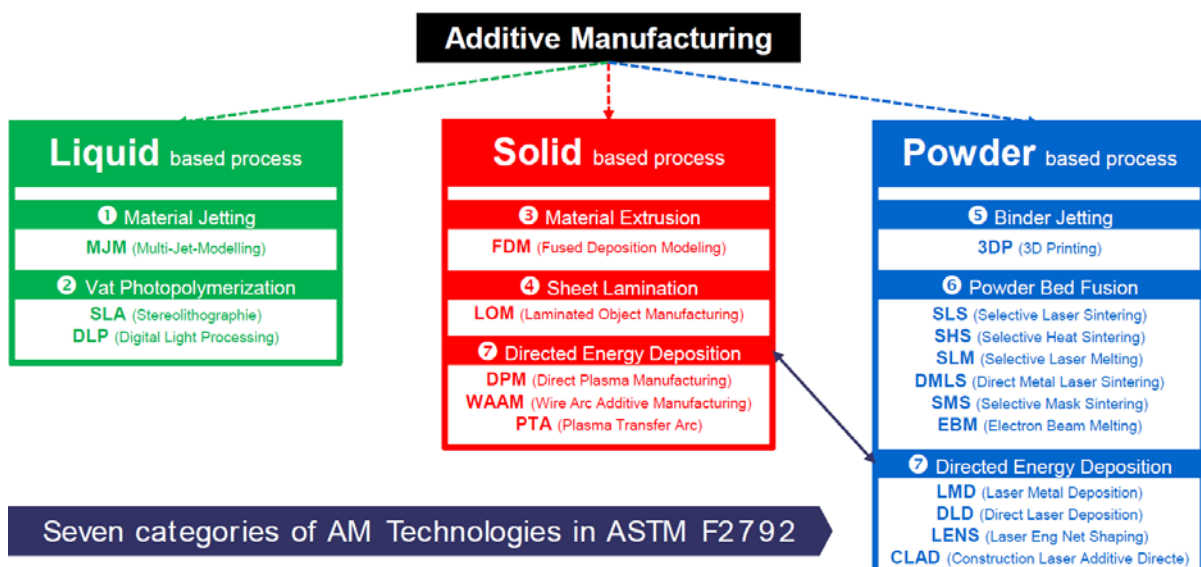 Additive Manufacturing
Liquid based process
❶ Material Jetting
MJM (Multi-Jet-Modelling)
❷ Vat Photopolymerization
SLA (Stereolithographie)
DLP (Digital Light Processing)
Solid based process
❸ Material Extrusion
FDM (Fused Deposition Modeling)
❹ Sheet Lamination
LOM (Laminated Object Manufacturing)
❼ Directed Energy Deposition
DPM (Direct Plasma Manufacturing)
WAAM (Wire Arc Additive Manufacturing)
PTA (Plasma Transfer Arc)
Powder based process
❺ Binder Jetting
3DP (3D Printing)
❻ Powder Bed Fusion
SLS (Selective Laser Sintering)
SHS (Selective Heat Sintering)
SLM (Selective Laser Melting)
DMLS (Direct Metal Laser Sintering)
SMS (Selective Mask Sintering)
EBM (Electron Beam Melting)
❼ Directed Energy Deposition
LMD (Laser Metal Deposition)
DLD (Direct Laser Deposition)
LENS (Laser Eng Net Shaping)
CLAD (Construction Laser Additive Directe)
Seven categories of AM Technologies in ASTM F2792